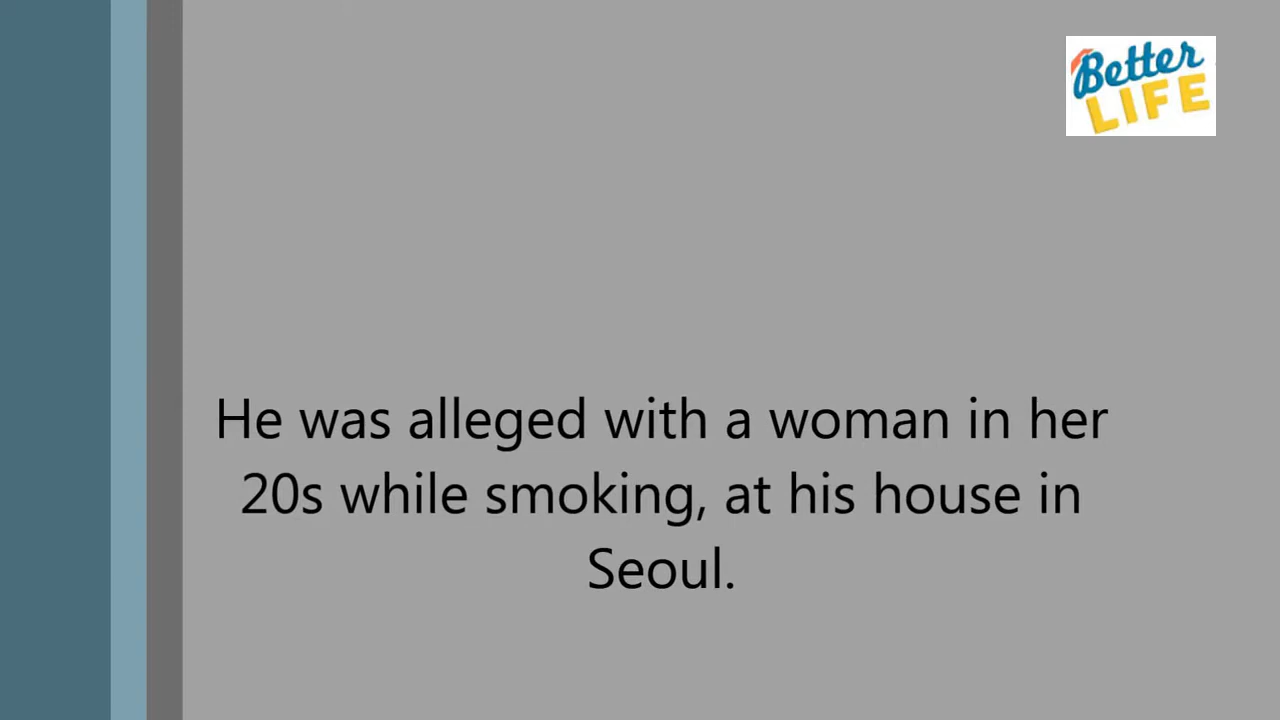 Better
LIFE
He was alleged with a woman in her
20s while smoking, at his house in
Seoul.